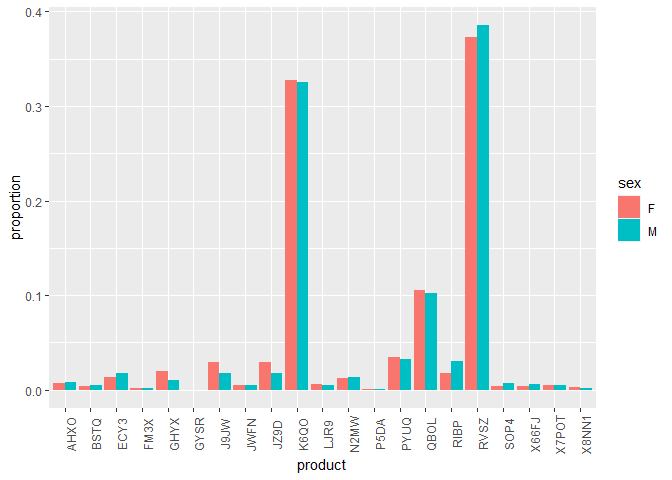 0.4
0.3
0.2
0.1
0.0
proportion
AHXO
BSTQ
ECY3
FM3X
GHYX
GYSR
J9JW
JWFN
JZ9D
K6QO
LJR9
N2MW
P5DA
PYUQ
QBOL
RIBP
RVSZ
SOP4
X66FJ
X7POT
X8NN1
product
sex
F
M